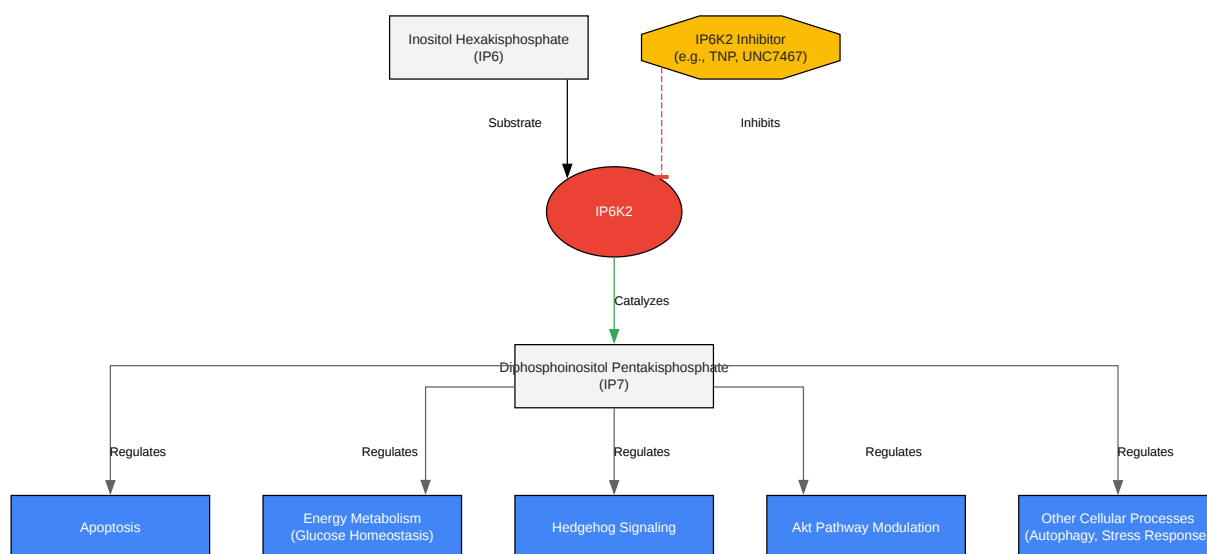 Inositol Hexakisphosphate
(IP6)
IP6K2 Inhibitor
(e.g., TNP, UNC7467)
Substrate
Inhibits
IP6K2
Catalyzes
Diphosphoinositol Pentakisphosphate
(IP7)
Regulates
Regulates
Regulates
Regulates
Regulates
Apoptosis
Energy Metabolism
(Glucose Homeostasis)
Hedgehog Signaling
Akt Pathway Modulation
Other Cellular Processes
(Autophagy, Stress Response